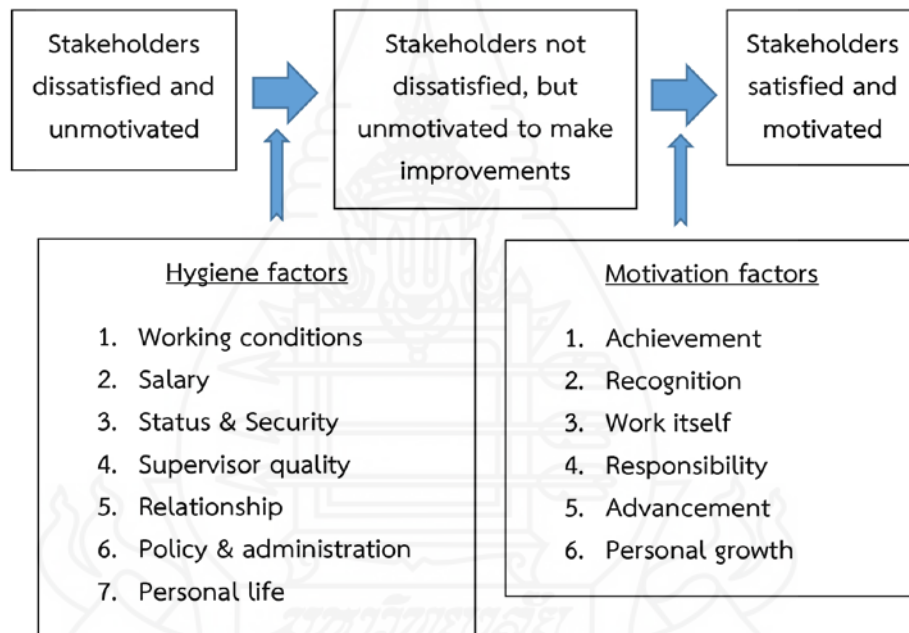 Stakeholders
dissatisfied and
unmotivated
Stakeholders not
dissatisfied, but
unmotivated to make
improvements
Stakeholders
satisfied and
motivated
Hygiene factors
1. Working conditions
2. Salary
3. Status & Security
4. Supervisor quality
5. Relationship
6. Policy & administration
7. Personal life
Motivation factors
1. Achievement
2. Recognition
3. Work itself
4. Responsibility
5. Advancement
6. Personal growth